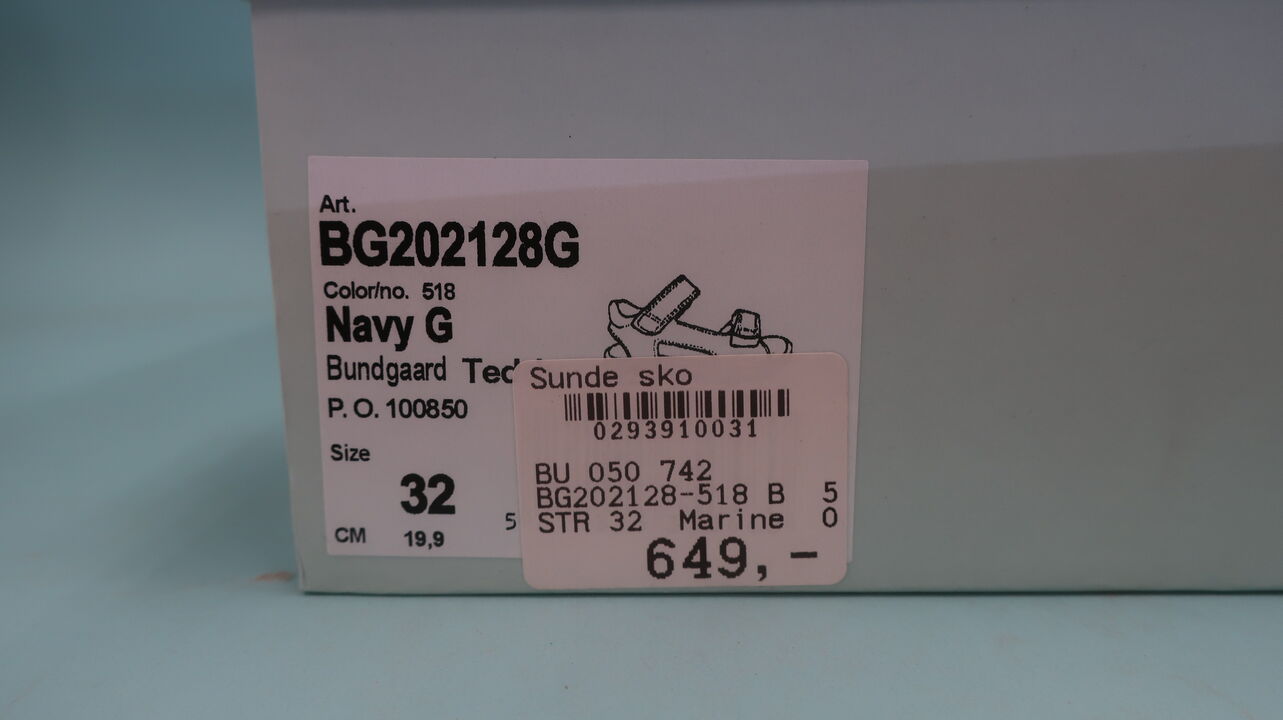 Art.
BG202128G
Color/no. 518
Navy G
Bundgaard
P. O. 100850
Size
32
CM 19,9
5
Sunde sko
0293910031
BU 050 742
BG202128-518 B 5
STR 32 Marine 0
649,-